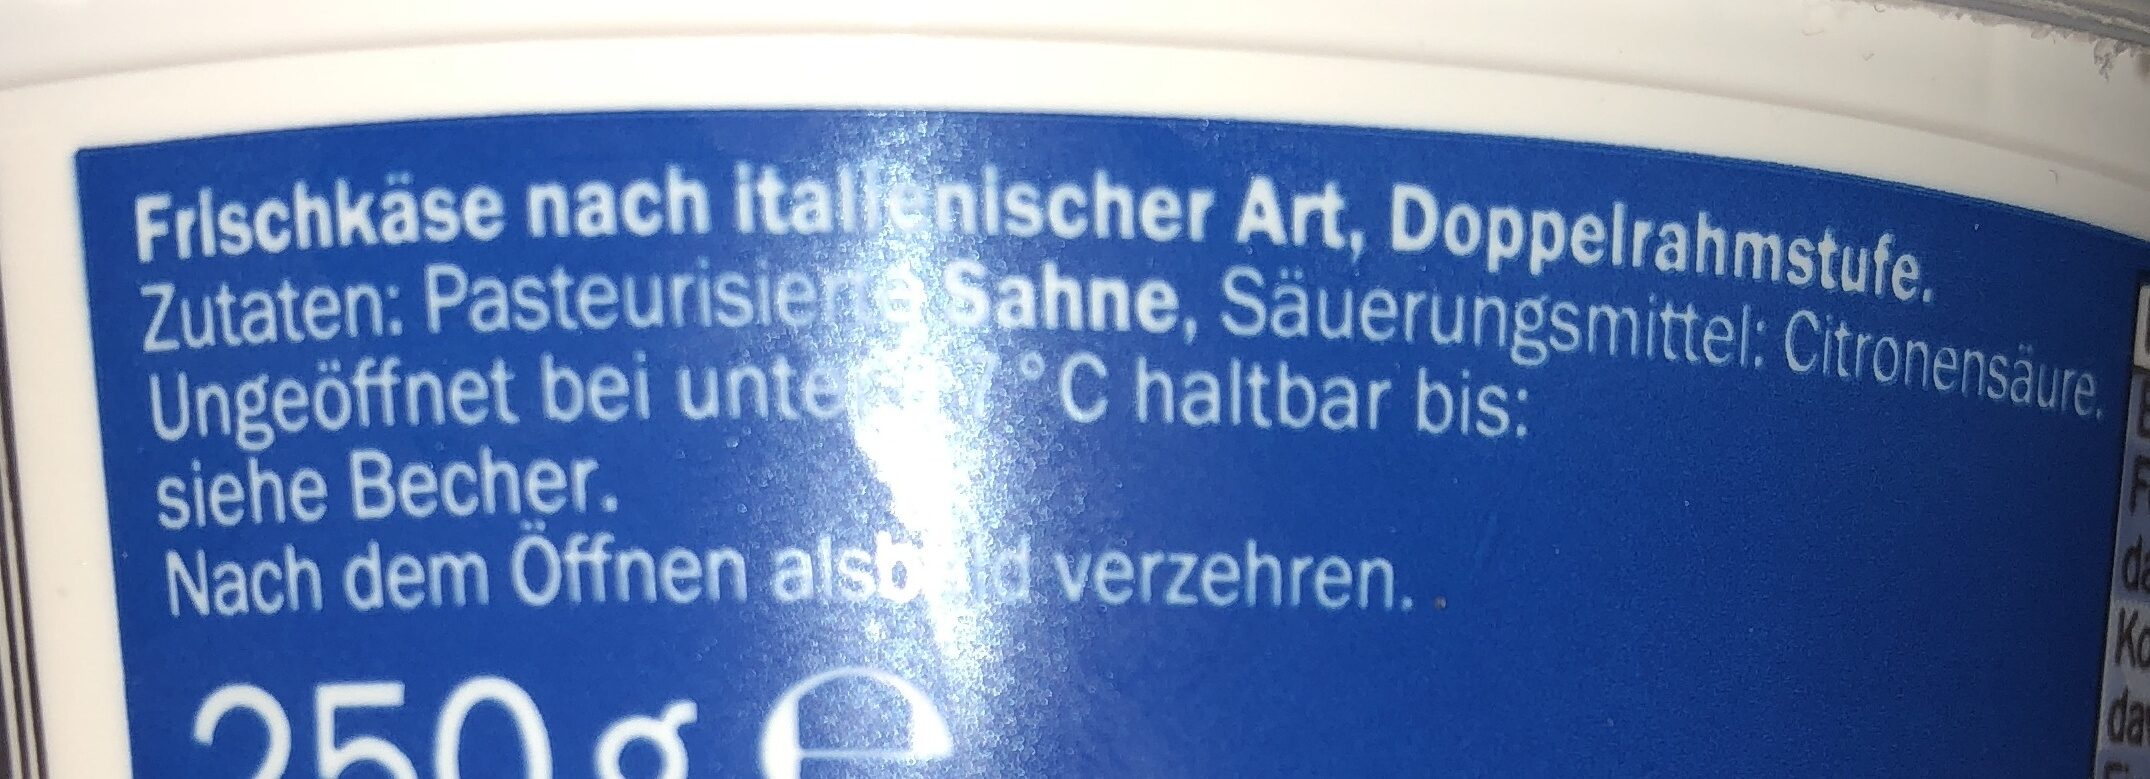 Frischkäse nach italienischer Art, Doppelrahmstufe.
Zutaten: Pasteurisierte Sahne, Säuerungsmittel: Citronensäure.
Ungeöffnet bei unter 7 °C haltbar bis:
siehe Becher.
Nach dem Öffnen alsbald verzehren.
250 g e